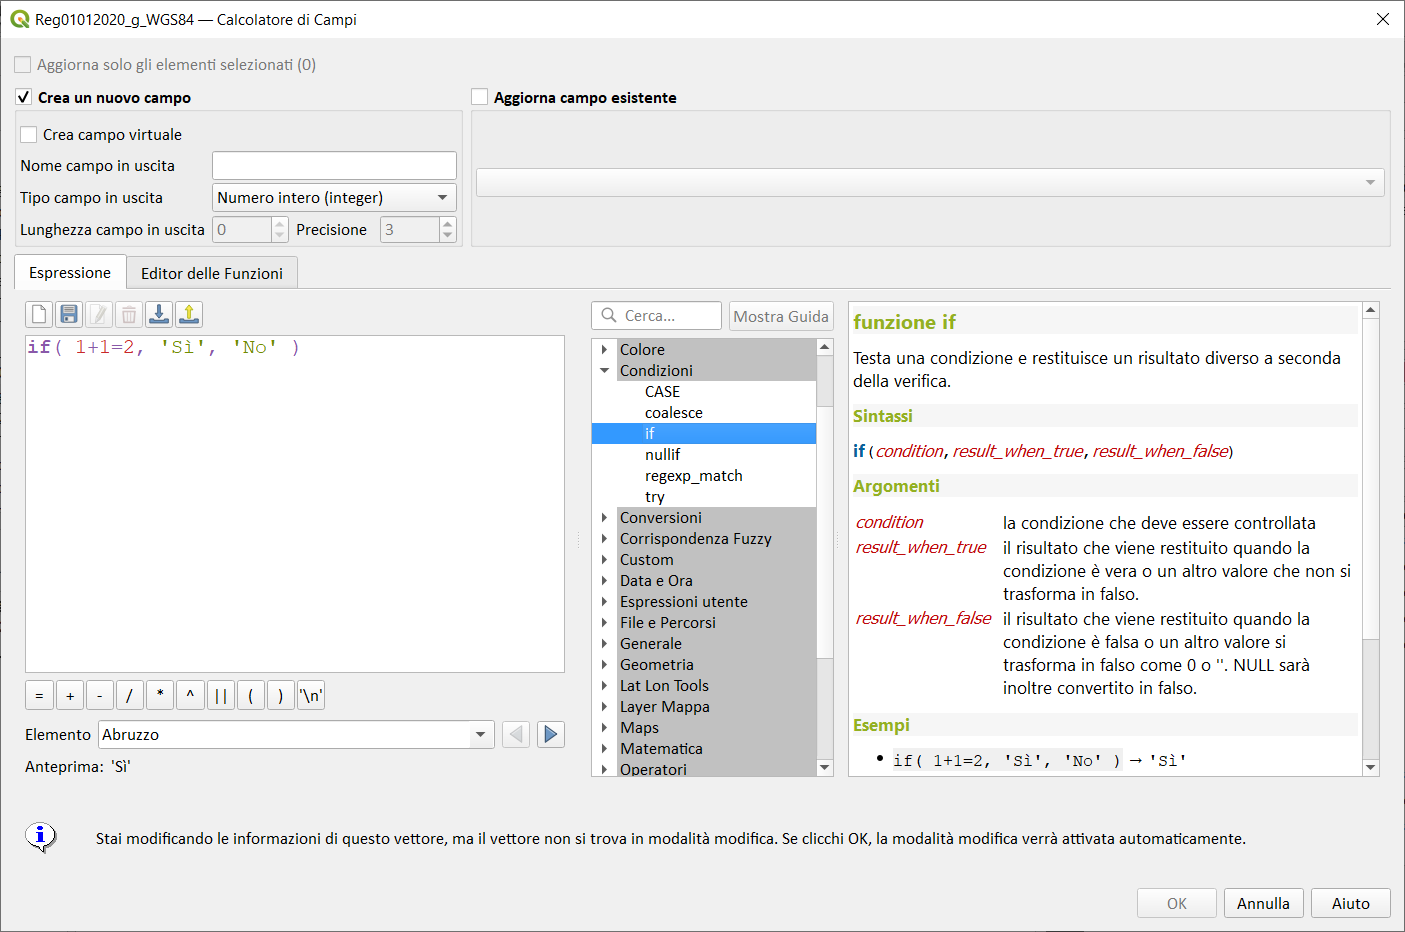 Reg01012020_g_WGS84 — Calcolatore di Campi
Aggiorna solo gli elementi selezionati (0)
Crea un nuovo campo
Aggiorna campo esistente
Crea campo virtuale
Nome campo in uscita
Tipo campo in uscita Numero intero (integer)
Lunghezza campo in uscita 0 Precisione 3
Espressione Editor delle Funzioni
if( 1+1=2, 'Sì', 'No' )
= + - / * ^ || ( ) '\n'
Elemento Abruzzo
Anteprima: 'Sì'
Cerca... Mostra Guida
Colore
Condizioni
CASE
coalesce
if
nullif
regexp_match
try
Conversioni
Corrispondenza Fuzzy
Custom
Data e Ora
Espressioni utente
File e Percorsi
Generale
Geometria
Lat Lon Tools
Layer Mappa
Maps
Matematica
Operatori
funzione if
Testa una condizione e restituisce un risultato diverso a seconda
della verifica.
Sintassi
if(condition, result_when_true, result_when_false)
Argomenti
condition la condizione che deve essere controllata
result_when_true il risultato che viene restituito quando la
condizione è vera o un altro valore che non si
trasforma in falso.
result_when_false il risultato che viene restituito quando la
condizione è falsa o un altro valore si
trasforma in falso come 0 o ''. NULL sarà
inoltre convertito in falso.
Esempi
• if( 1+1=2, 'Sì', 'No' ) → 'Sì'
Stai modificando le informazioni di questo vettore, ma il vettore non si trova in modalità modifica. Se clicchi OK, la modalità modifica verrà attivata automaticamente.
OK Annulla Aiuto